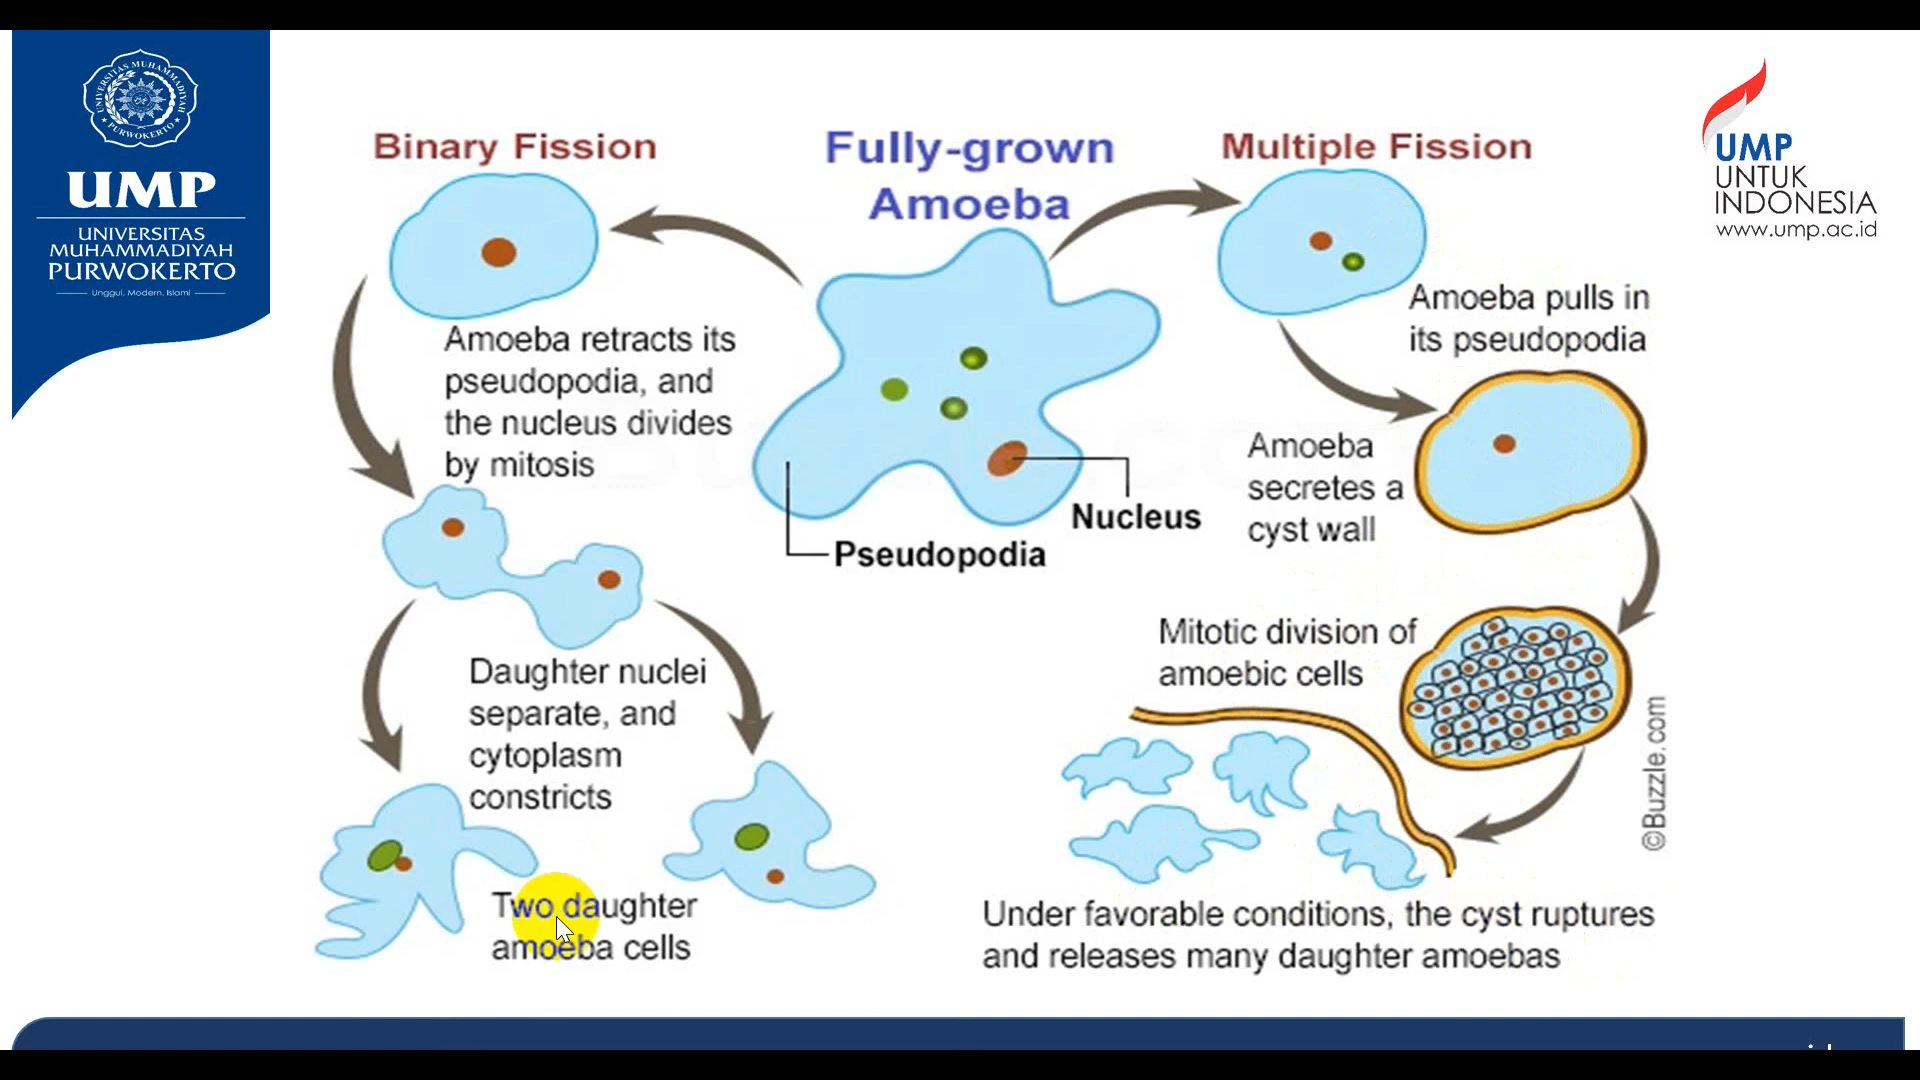 UNIVERSITAS MUHAMMADIYAH
PURWOKERTO
UMP
UNIVERSITAS
MUHAMMADIYAH
PURWOKERTO
Unggul, Modern, Islami
Binary Fission
Fully-grown
Amoeba
Multiple Fission
UMP
UNTUK
INDONESIA
www.ump.ac.id
Amoeba retracts its
pseudopodia, and
the nucleus divides
by mitosis
Nucleus
Pseudopodia
Amoeba pulls in
its pseudopodia
Amoeba
secretes a
cyst wall
Daughter nuclei
separate, and
cytoplasm
constricts
Mitotic division of
amoebic cells
Two daughter
amoeba cells
Under favorable conditions, the cyst ruptures
and releases many daughter amoebas
©Buzzle.com